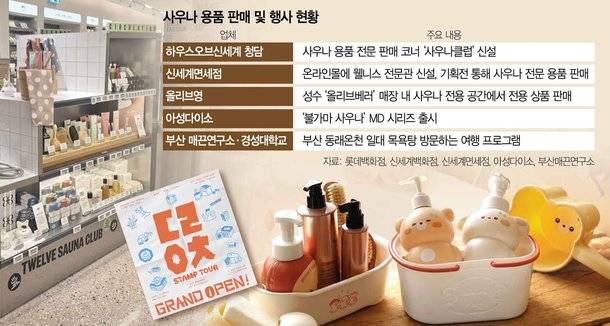 사우나 용품 판매 및 행사 현황
업체 주요 내용
하우스오브신세계 청담 사우나 용품 전문 판매 코너 '사우나클럽' 신설
신세계면세점 온라인몰에 웰니스 전문관 신설, 기획전 통해 사우나 전문 용품 판매
올리브영 성수 '올리브베러' 매장 내 사우나 전용 공간에서 전용 상품 판매
아성다이소 '불가마 사우나' MD 시리즈 출시
부산 매끈연구소·경성대학교 부산 동래온천 일대 목욕탕 방문하는 여행 프로그램
자료: 롯데백화점, 신세계백화점, 신세계면세점, 아성다이소, 부산매끈연구소
TWELVE SAUNA CLUB
STAMP TOUR
GRAND OPEN!